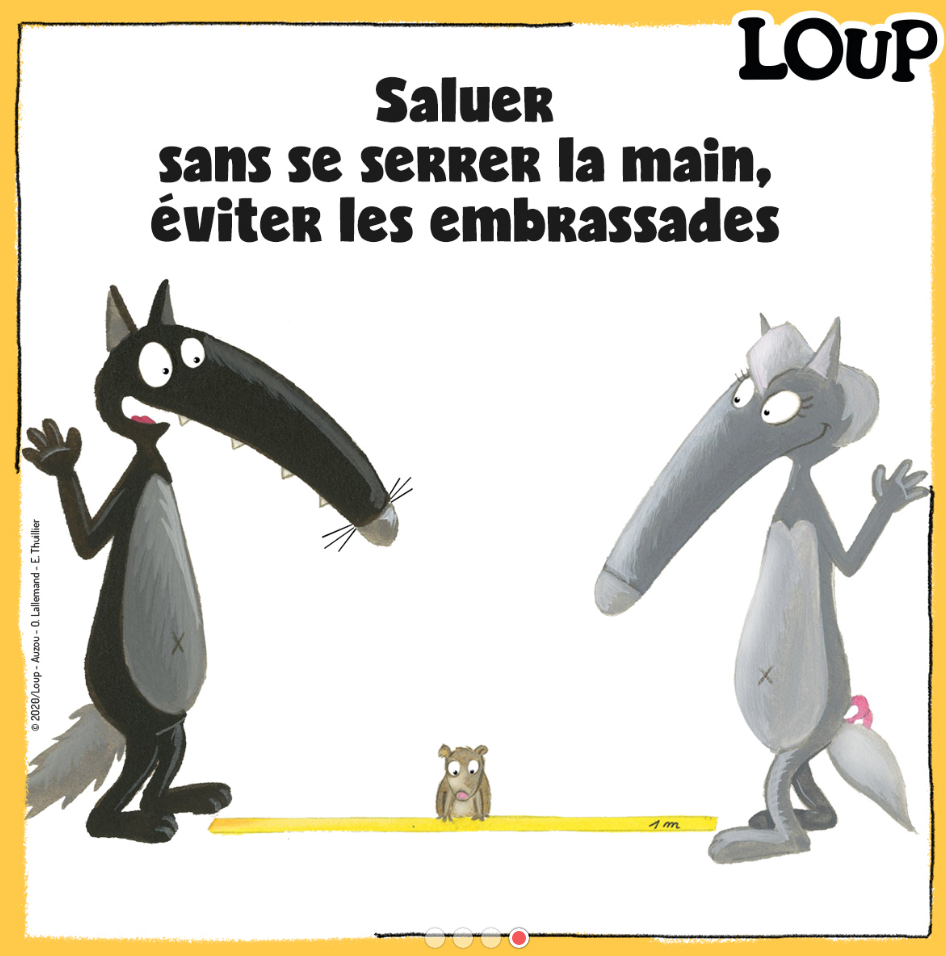 LOUP
Saluer
sans se serrer la main,
éviter les embrassades
© 2020/Loup - Auzou - O. Lallemand - E. Thuillier
1 m